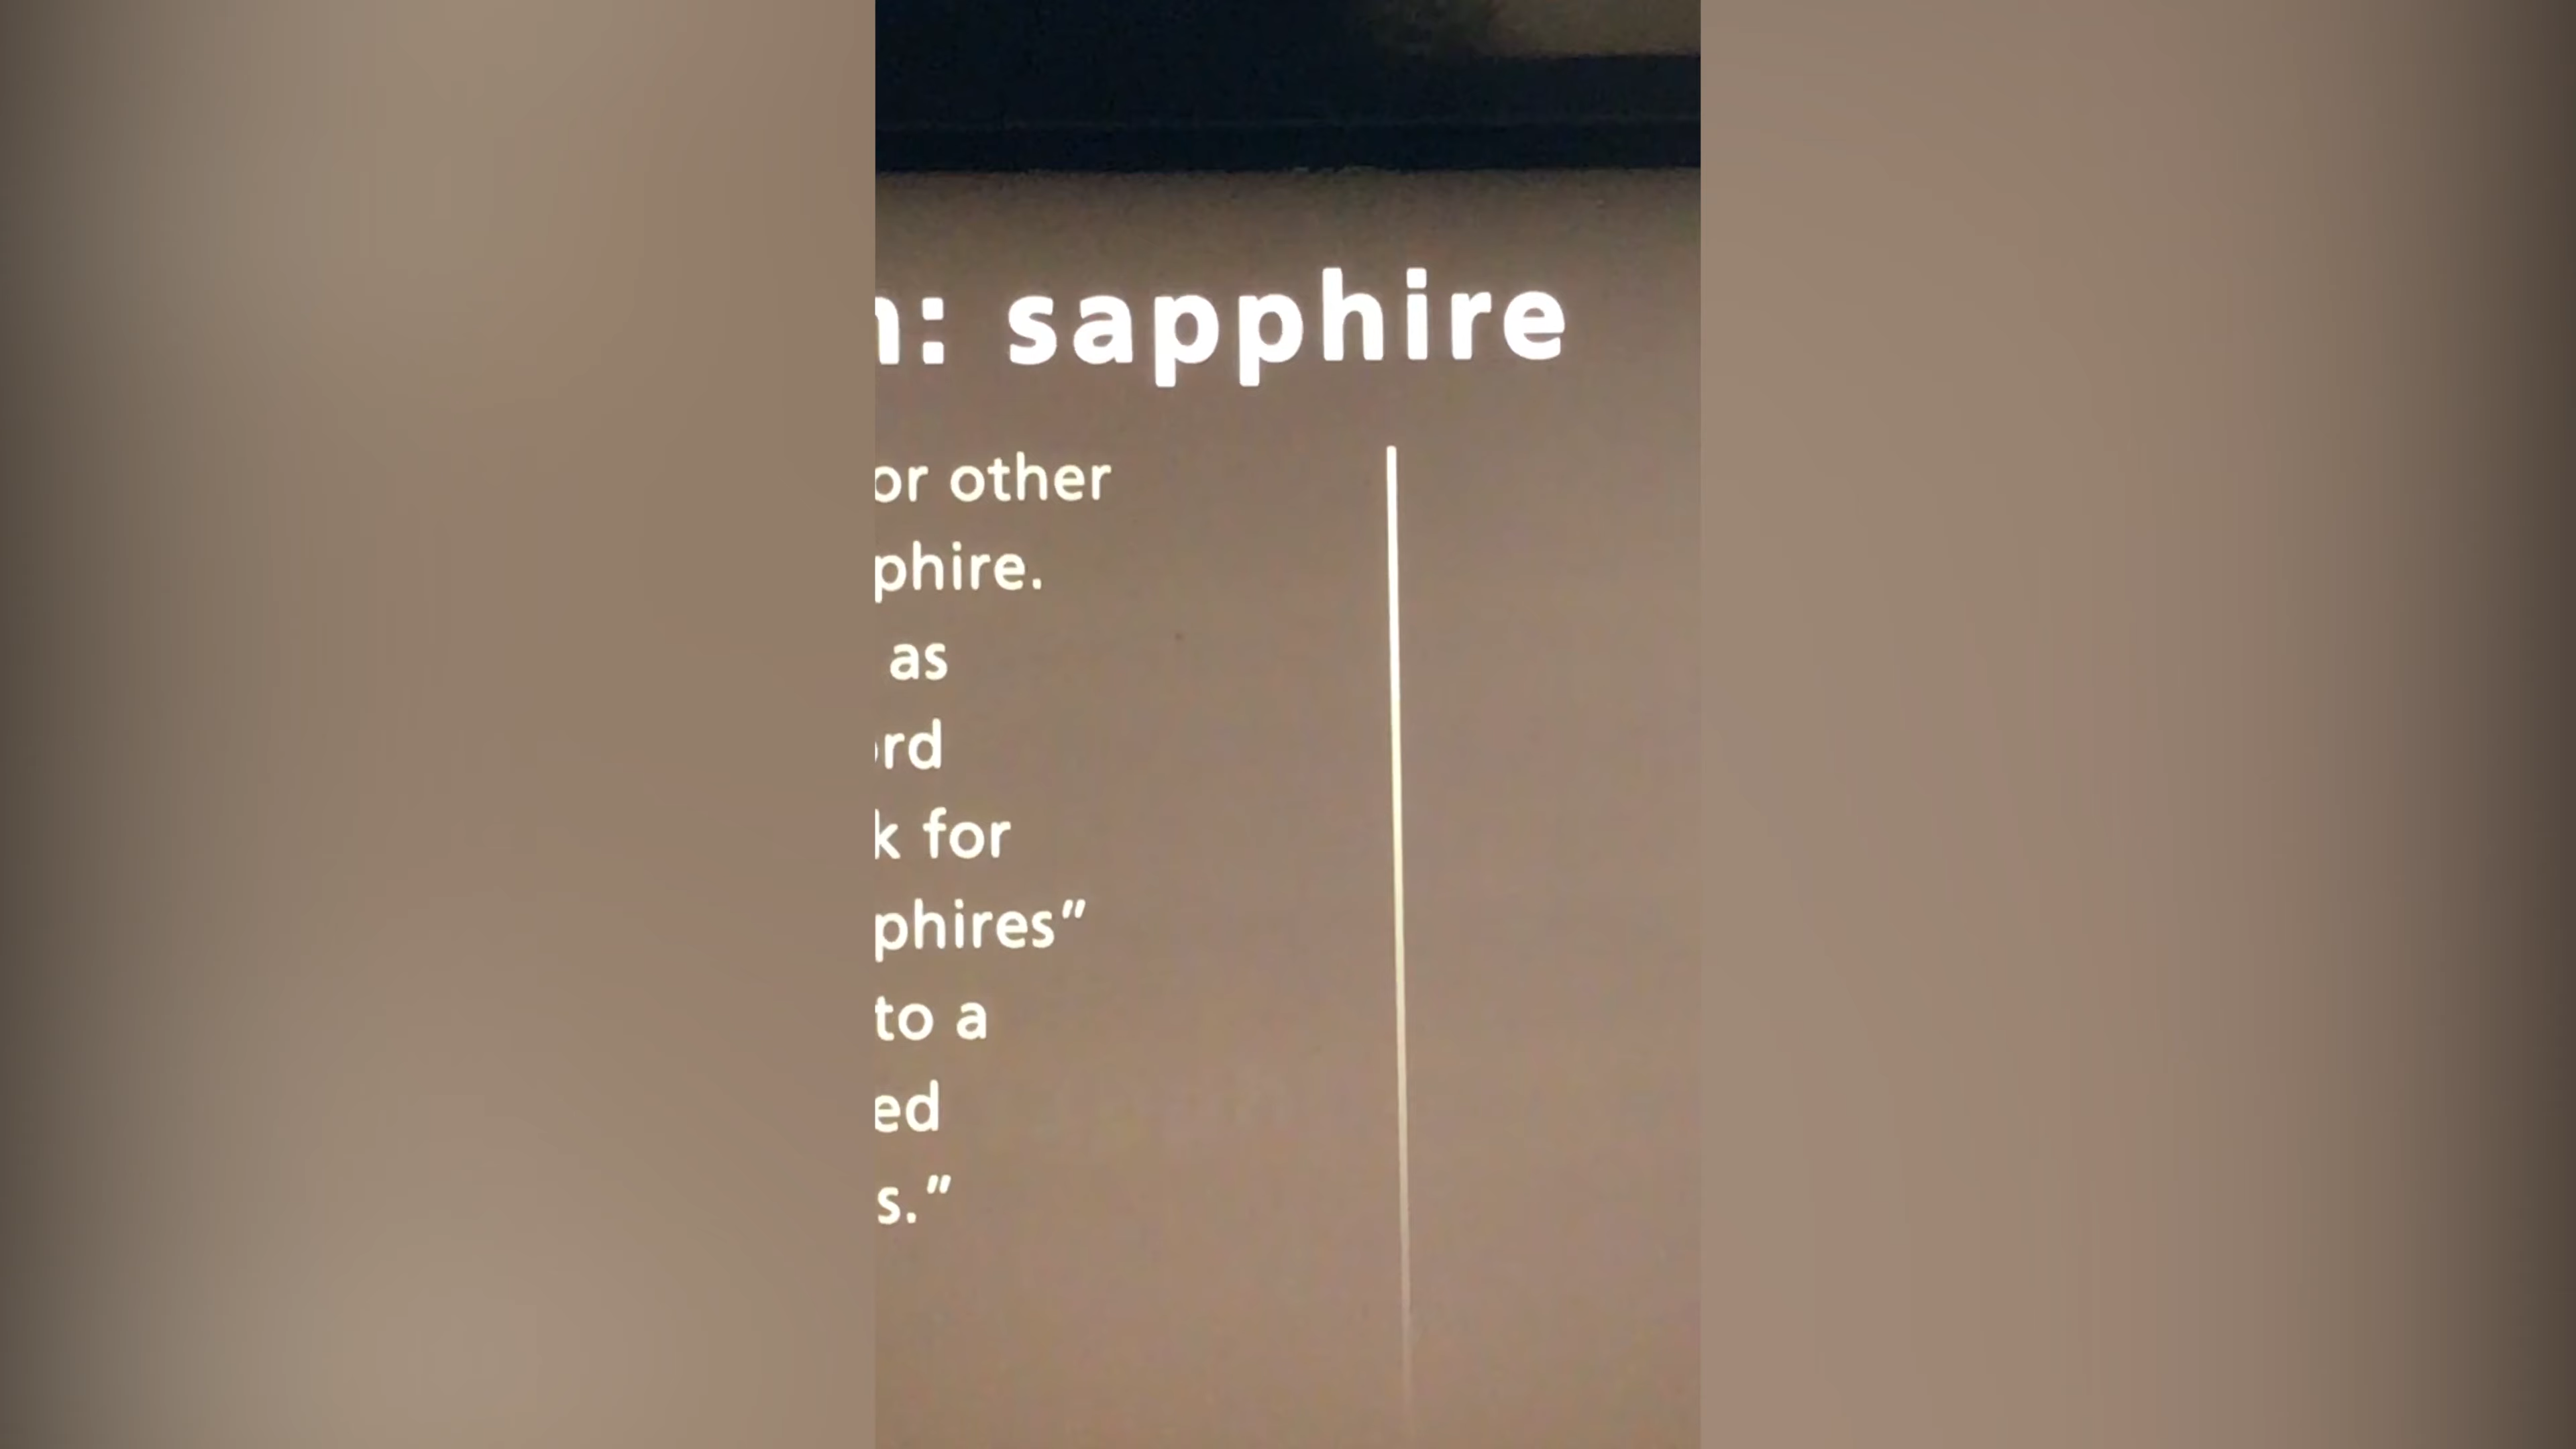 : sapphire
or other
phire.
as
rd
k for
phires”
to a
ed
s.”